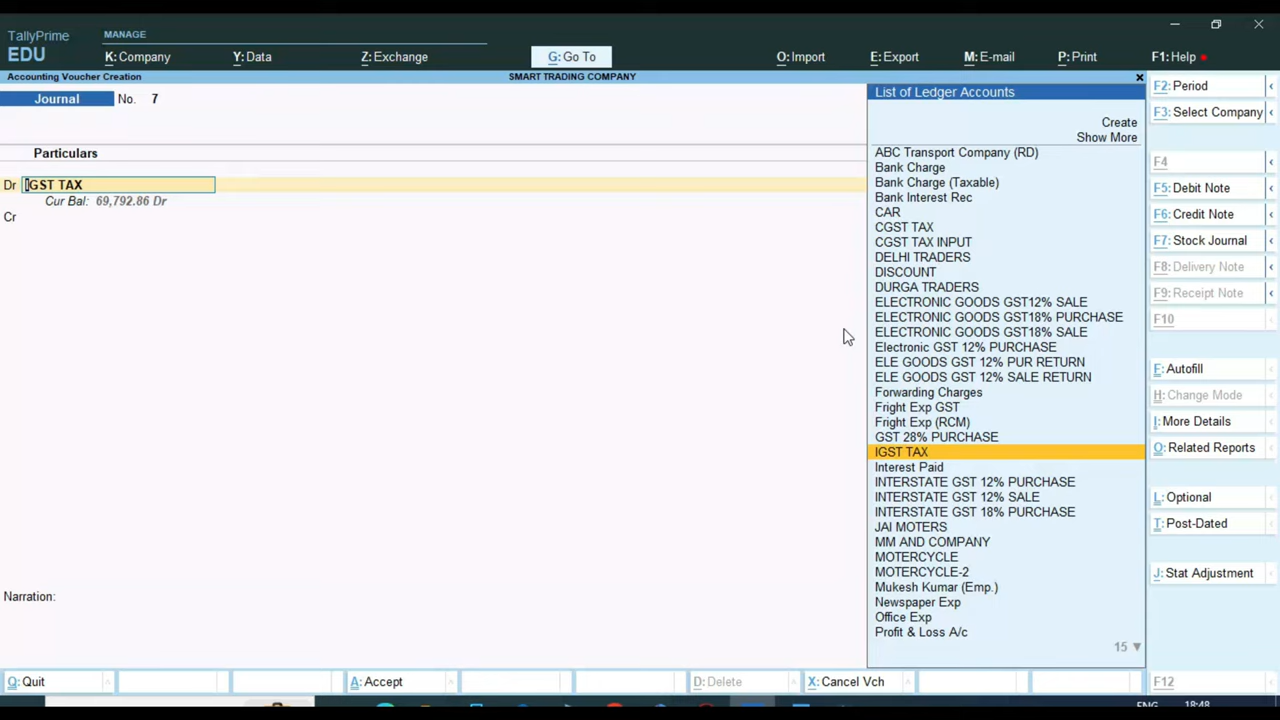 TallyPrime
EDU
MANAGE
K: Company
Y: Data
Z: Exchange
G: Go To
O: Import
E: Export
M: E-mail
P: Print
F1: Help
Accounting Voucher Creation
SMART TRADING COMPANY
Journal No. 7
Particulars
Dr IGST TAX
Cur Bal: 69,792.86 Dr
Cr
Narration:
List of Ledger Accounts
Create
Show More
ABC Transport Company (RD)
Bank Charge
Bank Charge (Taxable)
Bank Interest Rec
CAR
CGST TAX
CGST TAX INPUT
DELHI TRADERS
DISCOUNT
DURGA TRADERS
ELECTRONIC GOODS GST12% SALE
ELECTRONIC GOODS GST18% PURCHASE
ELECTRONIC GOODS GST18% SALE
Electronic GST 12% PURCHASE
ELE GOODS GST 12% PUR RETURN
ELE GOODS GST 12% SALE RETURN
Forwarding Charges
Fright Exp GST
Fright Exp (RCM)
GST 28% PURCHASE
IGST TAX
Interest Paid
INTERSTATE GST 12% PURCHASE
INTERSTATE GST 12% SALE
INTERSTATE GST 18% PURCHASE
JAI MOTERS
MM AND COMPANY
MOTERCYCLE
MOTERCYCLE-2
Mukesh Kumar (Emp.)
Newspaper Exp
Office Exp
Profit & Loss A/c
15
F2: Period
F3: Select Company
F4
F5: Debit Note
F6: Credit Note
F7: Stock Journal
F8: Delivery Note
F9: Receipt Note
F10
F: Autofill
H: Change Mode
I: More Details
O: Related Reports
L: Optional
T: Post-Dated
J: Stat Adjustment
Q: Quit
A: Accept
D: Delete
X: Cancel Vch
F12
ENG
18:48